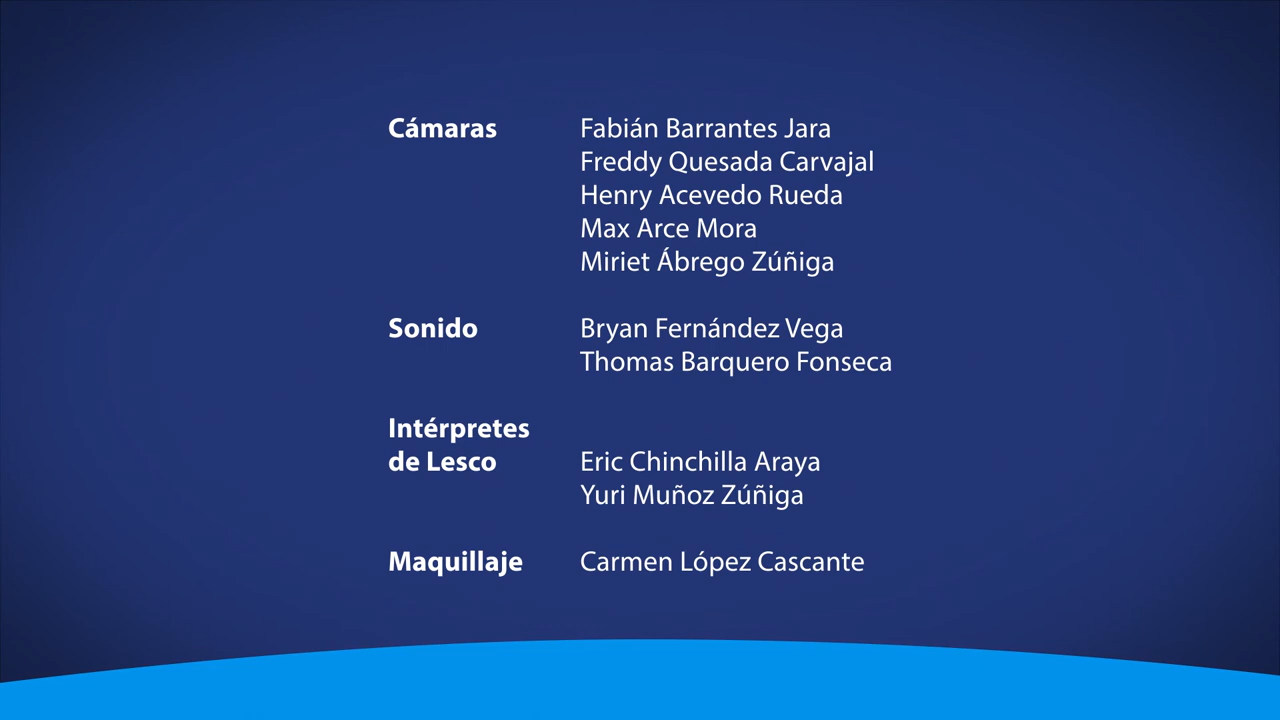 Cámaras Fabián Barrantes Jara
Freddy Quesada Carvajal
Henry Acevedo Rueda
Max Arce Mora
Miriet Ábrego Zúñiga
Sonido Bryan Fernández Vega
Thomas Barquero Fonseca
Intérpretes
de Lesco Eric Chinchilla Araya
Yuri Muñoz Zúñiga
Maquillaje Carmen López Cascante